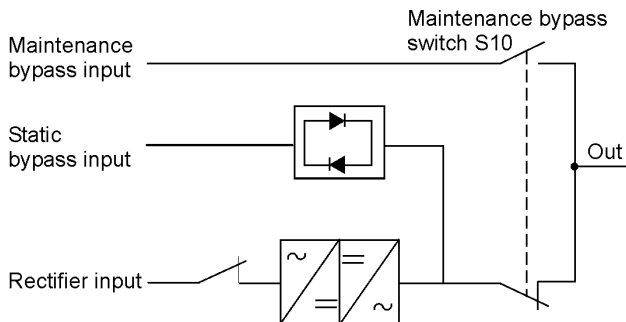 Maintenance bypass
switch S10
Maintenance
bypass input
Static
bypass input
Out
Rectifier input